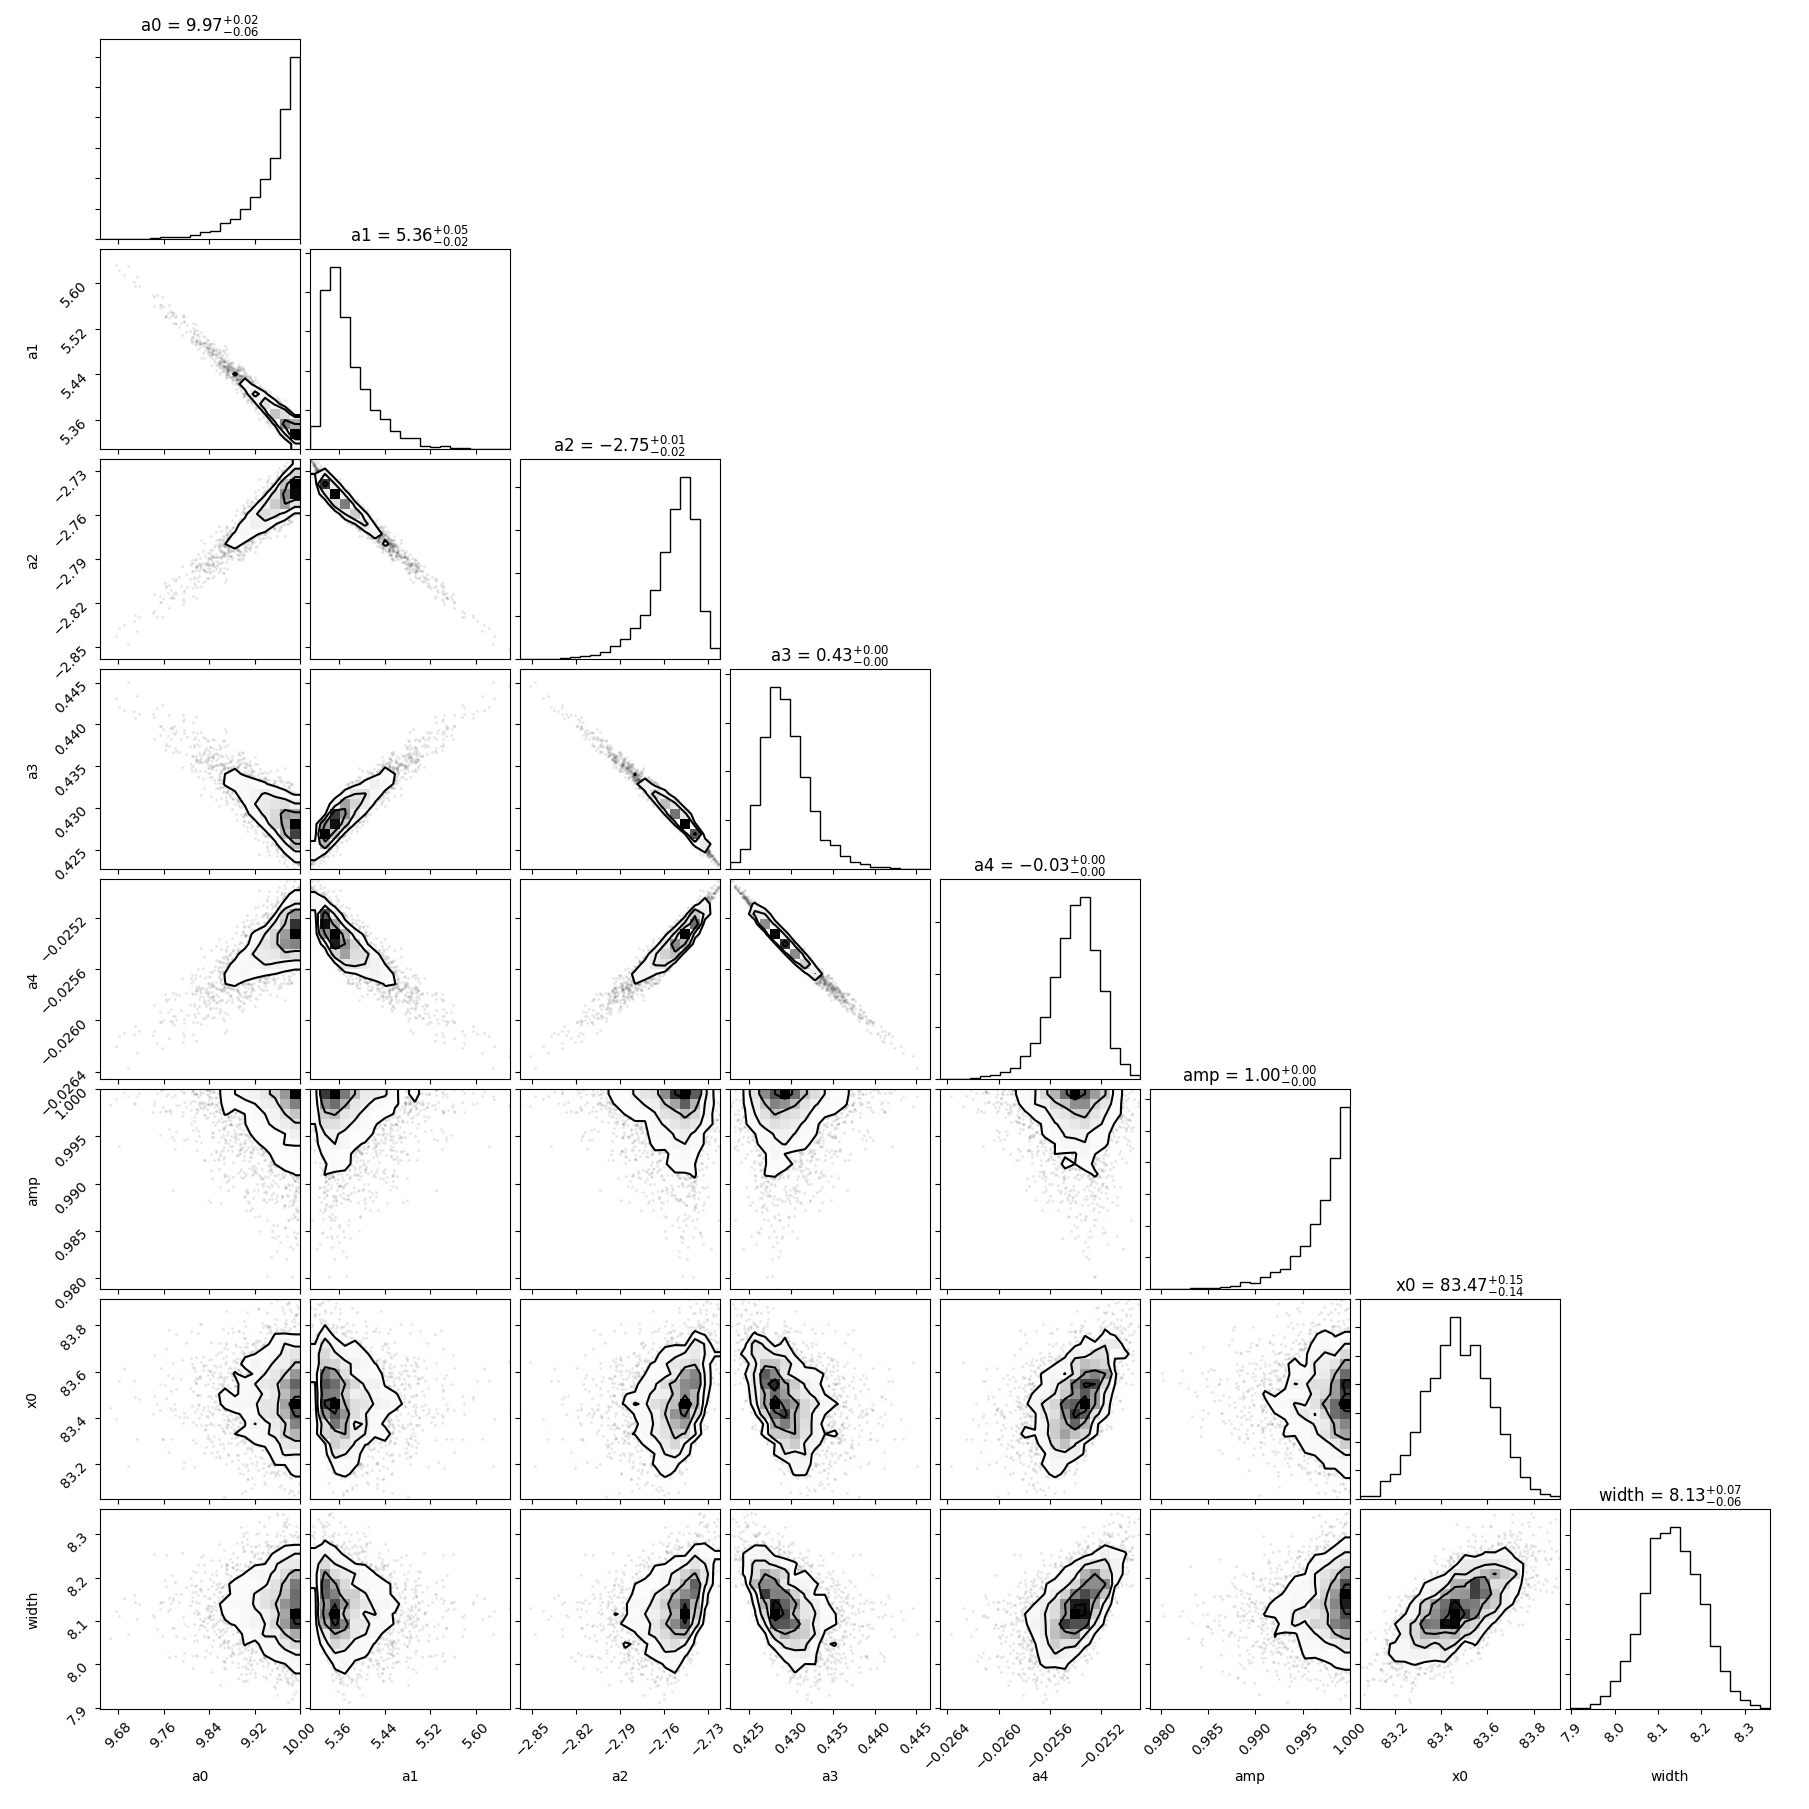 a0 = 9.97 +0.02 −0.06
a1 = 5.36 +0.05 −0.02
5.60
5.52
5.44
5.36
a1
a2 = −2.75 +0.01 −0.02
−2.73
−2.76
−2.79
−2.82
−2.85
a2
a3 = 0.43 +0.00 −0.00
0.445
0.440
0.435
0.430
0.425
a3
a4 = −0.03 +0.00 −0.00
−0.0252
−0.0256
−0.0260
−0.0264
a4
amp = 1.00 +0.00 −0.00
1.000
0.995
0.990
0.985
0.980
amp
x0 = 83.47 +0.15 −0.14
83.8
83.6
83.4
83.2
x0
width = 8.13 +0.07 −0.06
8.3
8.2
8.1
8.0
7.9
width
9.68 9.76 9.84 9.92 10.00 5.36 5.44 5.52 5.60 −2.85 −2.82 −2.79 −2.76 −2.73 0.425 0.430 0.435 0.440 0.445 −0.0264 −0.0260 −0.0256 −0.0252 0.980 0.985 0.990 0.995 1.000 83.2 83.4 83.6 83.8 7.9 8.0 8.1 8.2 8.3
a0 a1 a2 a3 a4 amp x0 width